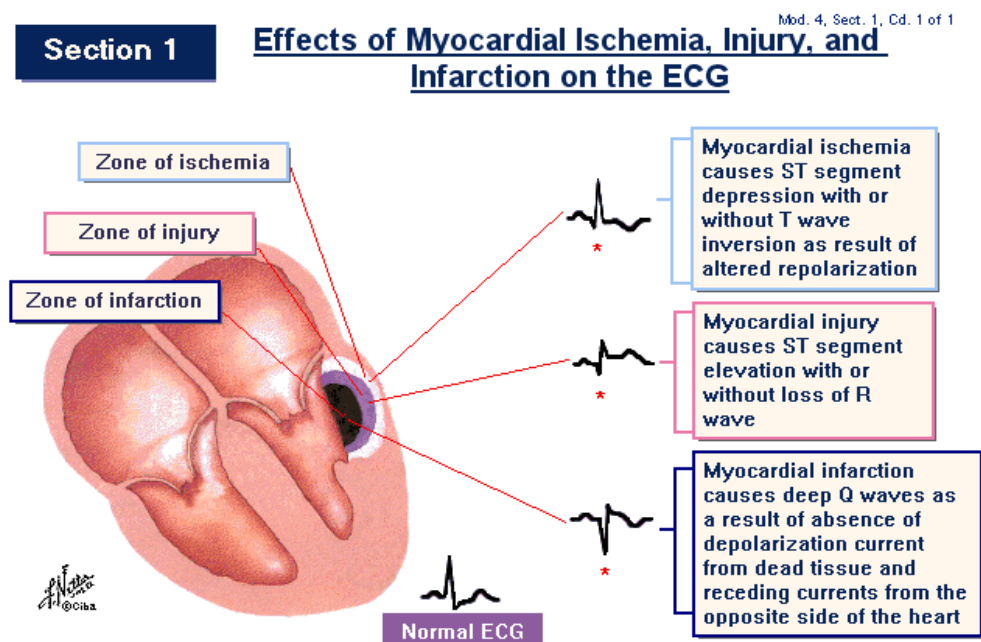 Mod. 4, Sect. 1, Cd. 1 of 1
Section 1
Effects of Myocardial Ischemia, Injury, and
Infarction on the ECG
Zone of ischemia
Zone of injury
Zone of infarction
Myocardial ischemia
causes ST segment
depression with or
without T wave
inversion as result of
altered repolarization
*
Myocardial injury
causes ST segment
elevation with or
without loss of R
wave
*
Myocardial infarction
causes deep Q waves as
a result of absence of
depolarization current
from dead tissue and
receding currents from the
opposite side of the heart
*
©Ciba
Normal ECG